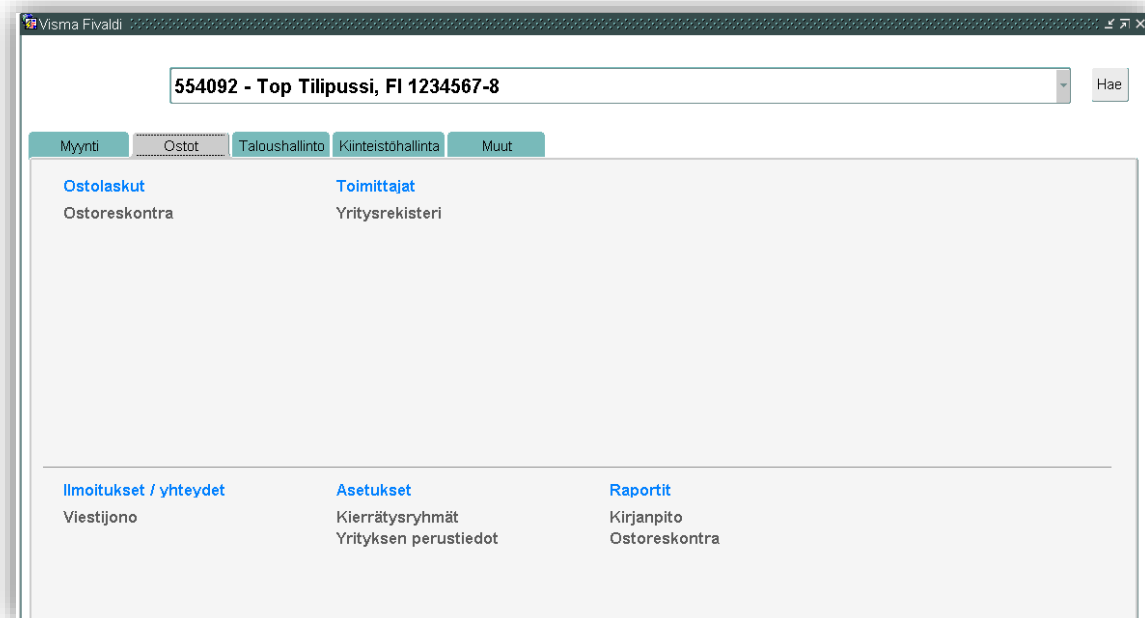 Visma Fivaldi
554092 - Top Tilipussi, FI 1234567-8
Hae
Myynti Ostot Taloushallinto Kiinteistöhallinta Muut
Ostolaskut Toimittajat
Ostoreskontra Yritysrekisteri
Ilmoitukset / yhteydet Asetukset Raportit
Viestijono Kierrätysryhmät Kirjanpito
Yrityksen perustiedot Ostoreskontra